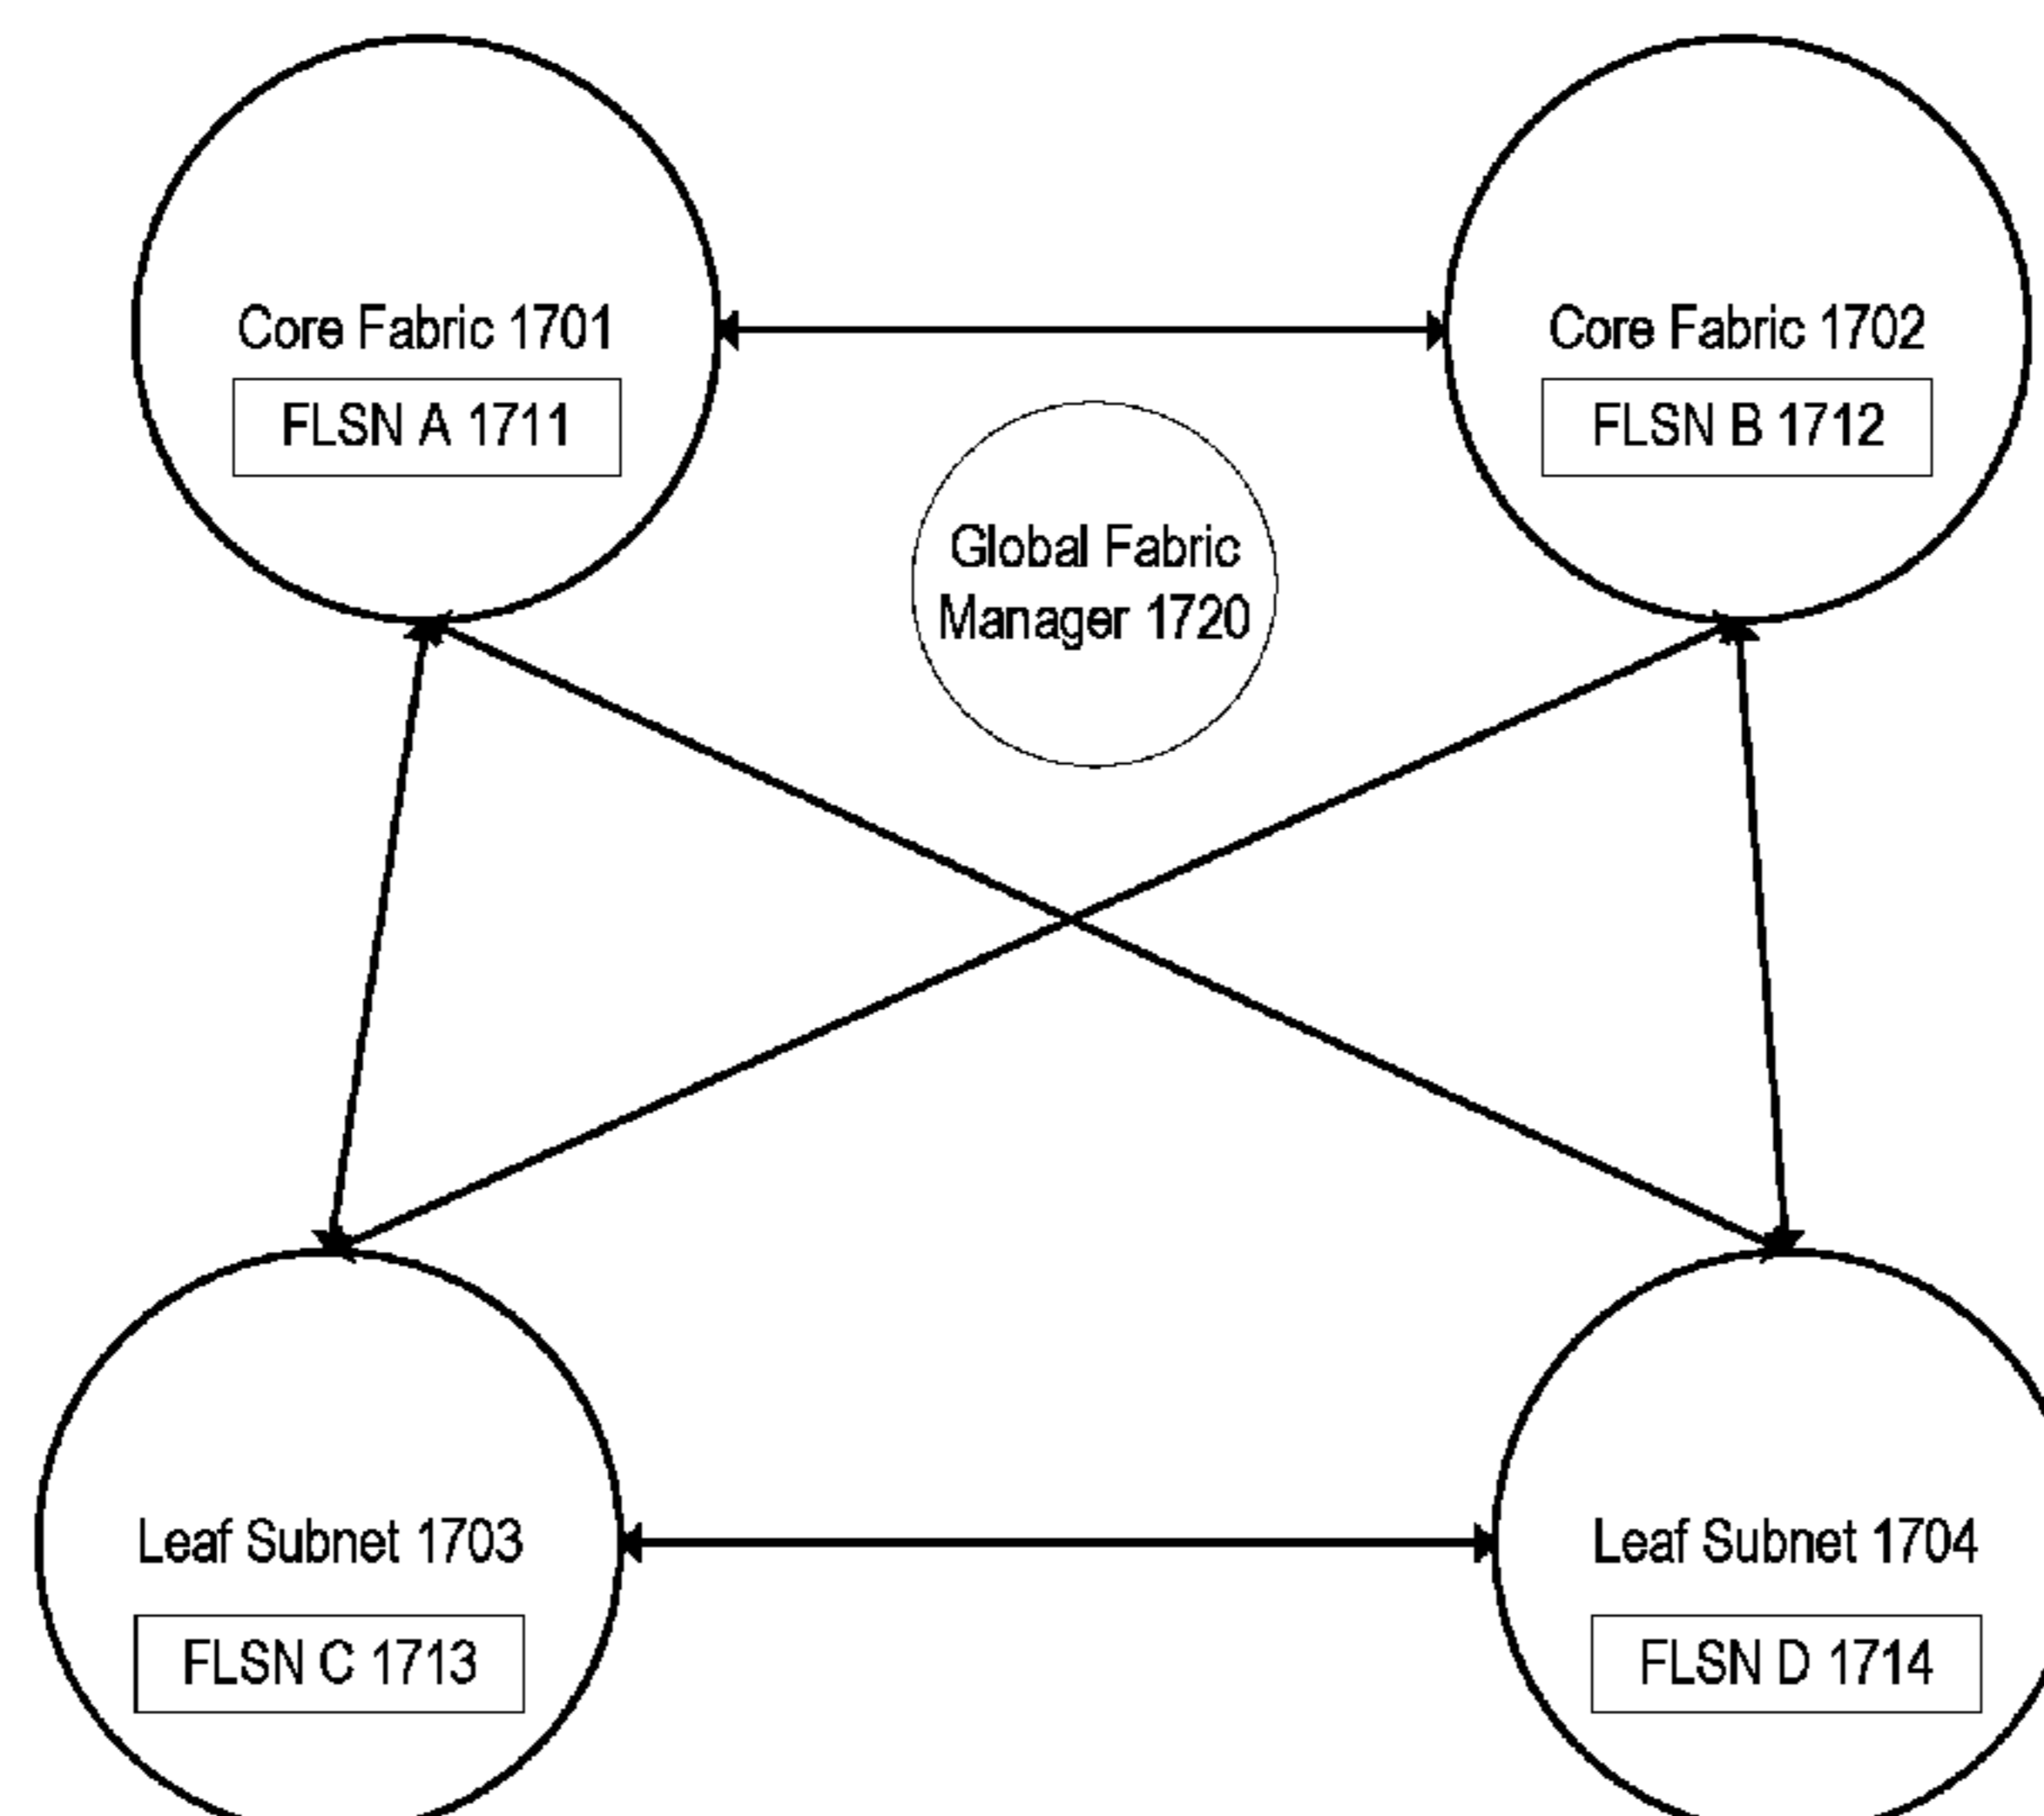 Core Fabric 1701
FLSN A 1711
Core Fabric 1702
FLSN B 1712
Global Fabric
Manager 1720
Leaf Subnet 1703
FLSN C 1713
Leaf Subnet 1704
FLSN D 1714